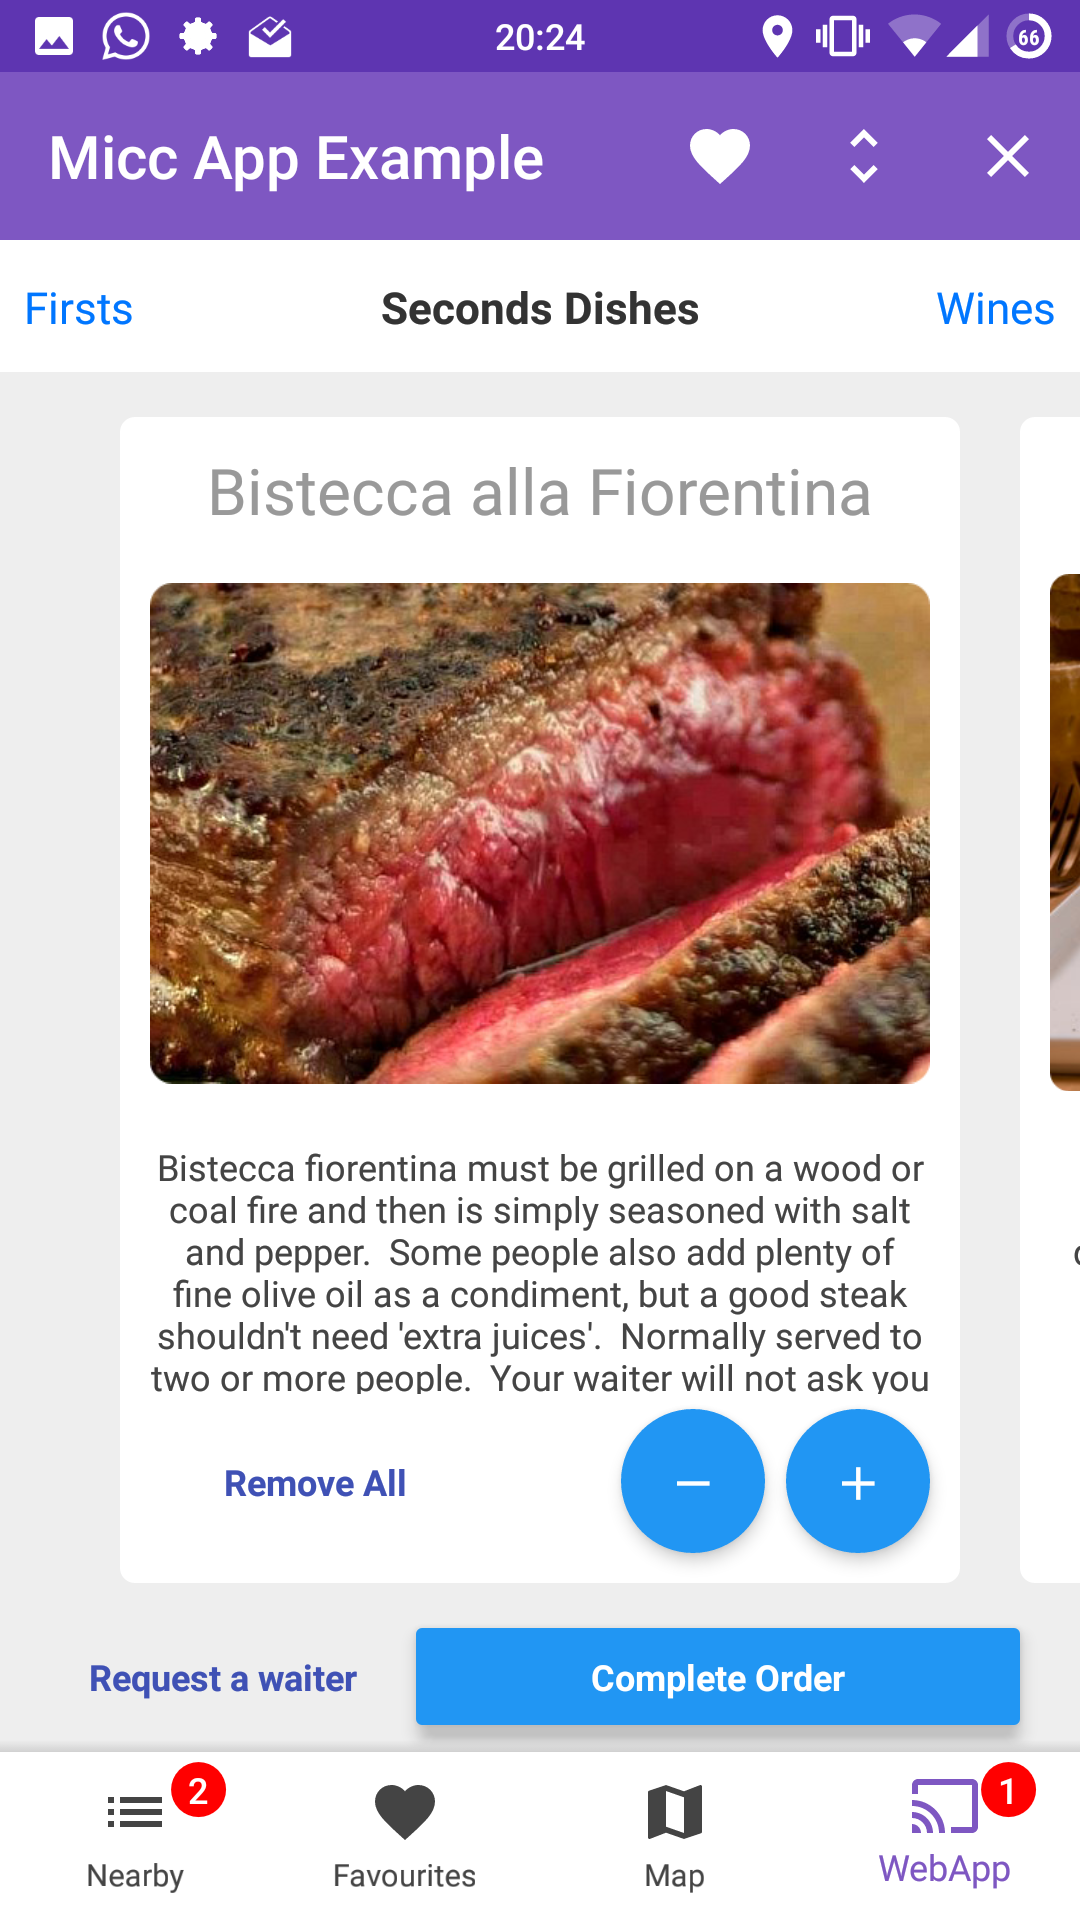 20:24
66
Micc App Example
Firsts
Seconds Dishes
Wines
Bistecca alla Fiorentina
Bistecca fiorentina must be grilled on a wood or
coal fire and then is simply seasoned with salt
and pepper.  Some people also add plenty of
fine olive oil as a condiment, but a good steak
shouldn't need 'extra juices'.  Normally served to
two or more people.  Your waiter will not ask you
Remove All
−
+
Request a waiter
Complete Order
2
1
Nearby
Favourites
Map
WebApp